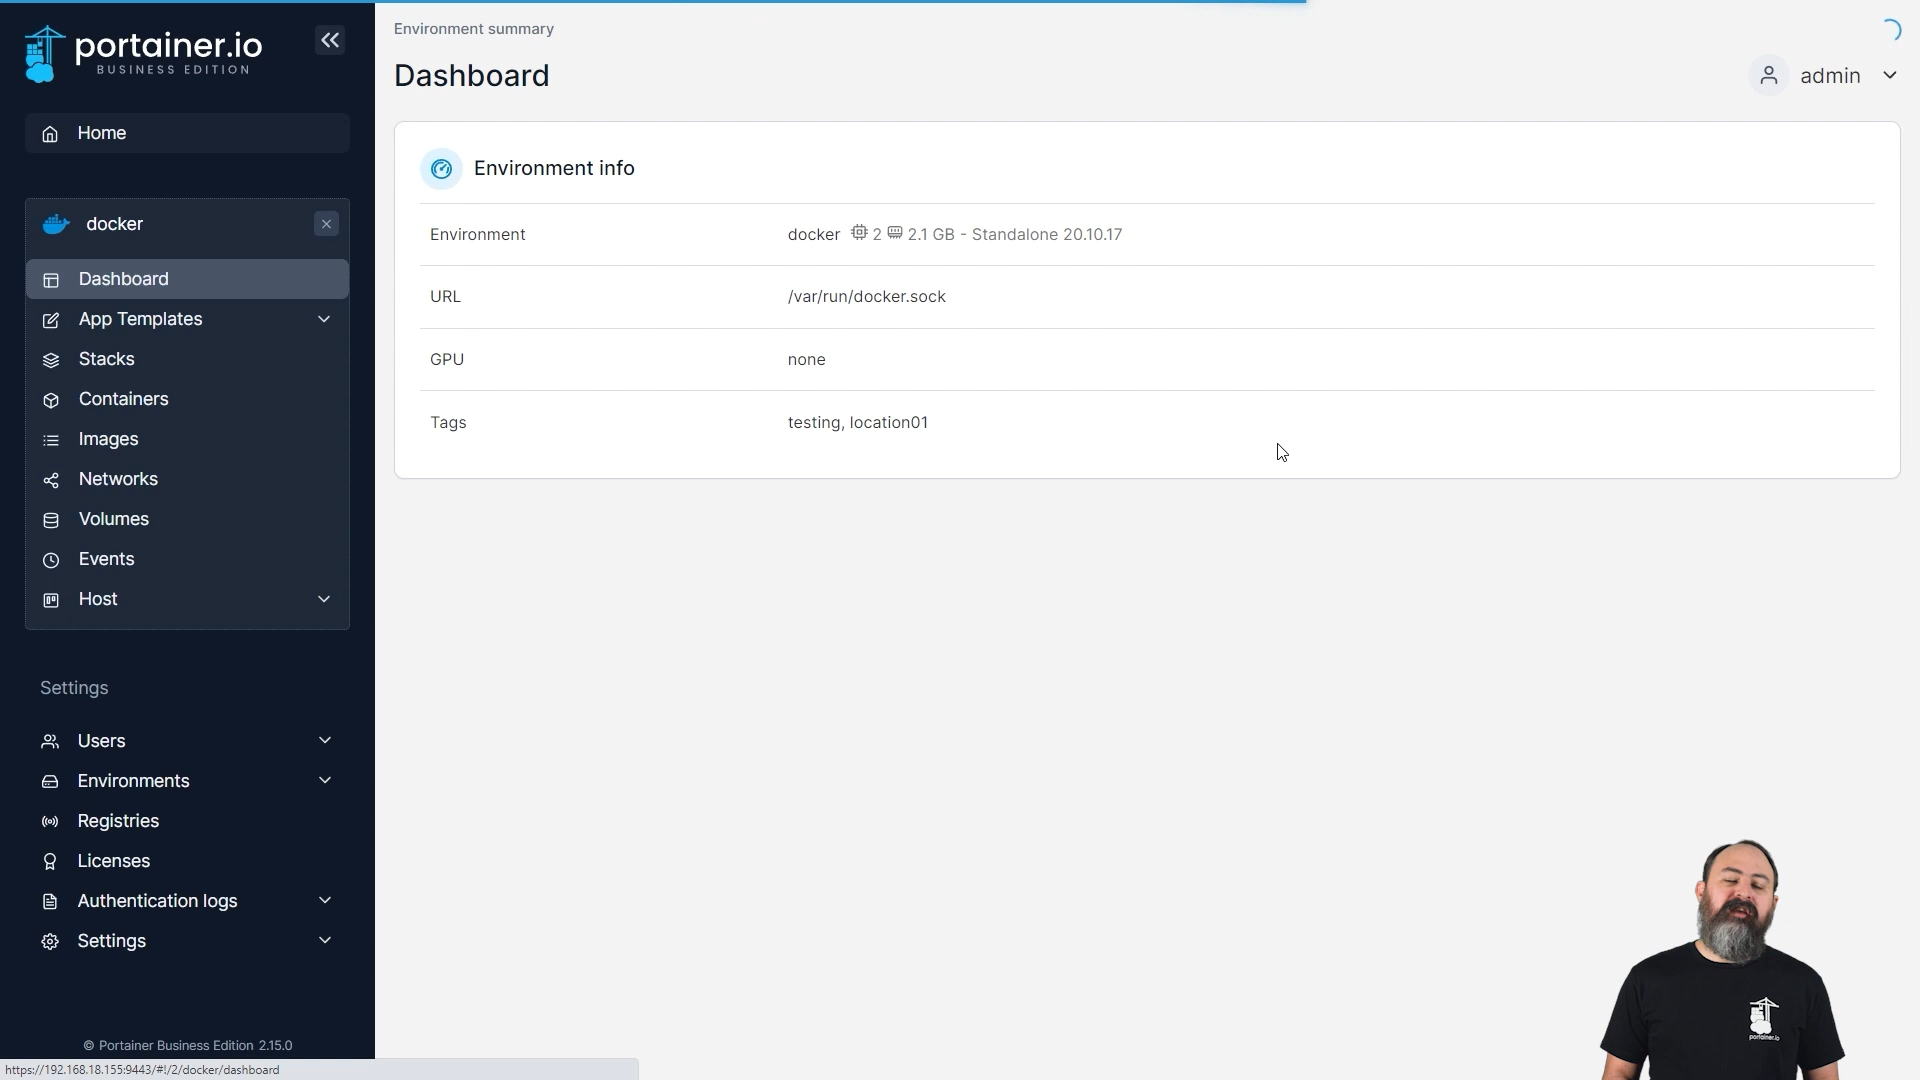 portainer.io
BUSINESS EDITION
Home
docker
Dashboard
App Templates
Stacks
Containers
Images
Networks
Volumes
Events
Host
Settings
Users
Environments
Registries
Licenses
Authentication logs
Settings
© Portainer Business Edition 2.15.0
https://192.168.18.155:9443/#!/2/docker/dashboard
Environment summary
Dashboard
admin
Environment info
Environment docker 2 2.1 GB - Standalone 20.10.17
URL /var/run/docker.sock
GPU none
Tags testing, location01
portainer.io